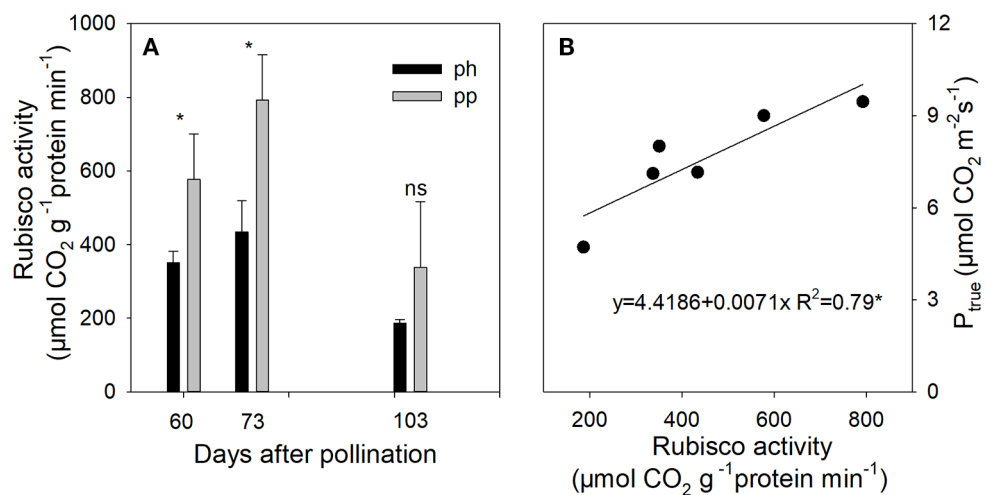 A
B
ph
pp
*
*
ns
1000
800
600
400
200
0
60
73
103
Days after pollination
Rubisco activity
(μmol CO₂ g⁻¹protein min⁻¹)
y=4.4186+0.0071x R²=0.79*
12
9
6
3
0
200
400
600
800
Rubisco activity
(μmol CO₂ g⁻¹protein min⁻¹)
P_true (μmol CO₂ m⁻²s⁻¹)